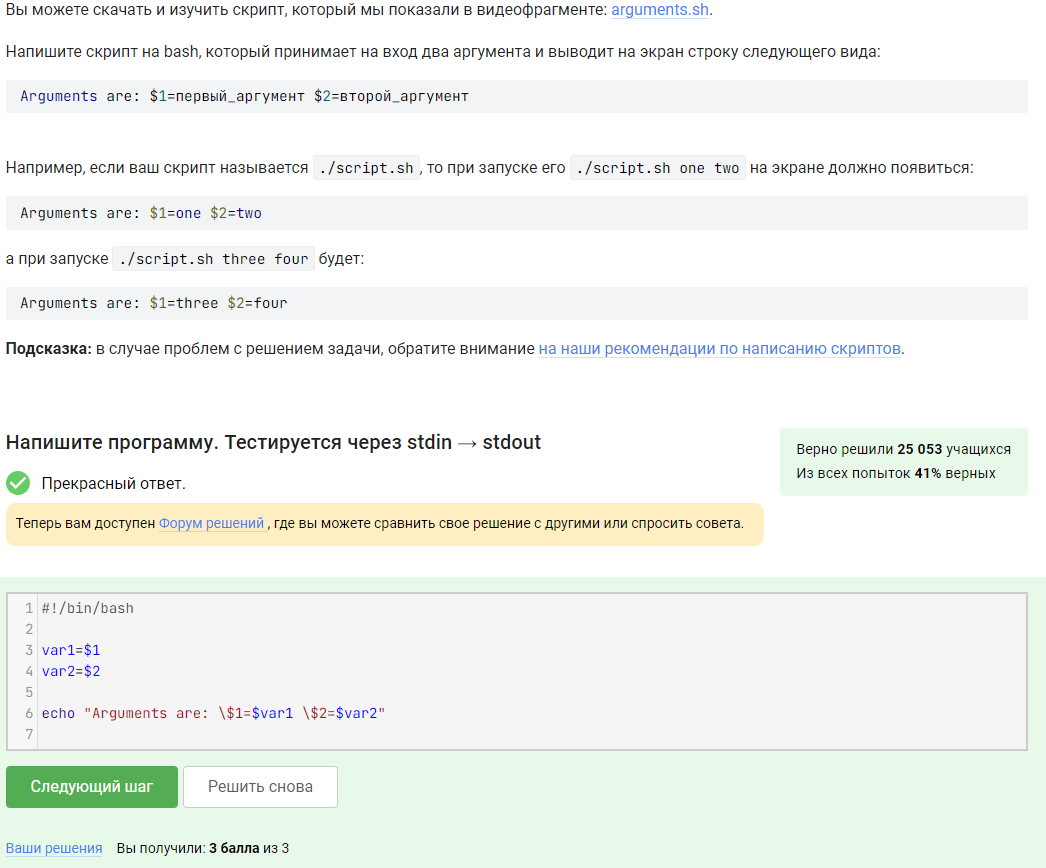 Вы можете скачать и изучить скрипт, который мы показали в видеофрагменте: arguments.sh.
Напишите скрипт на bash, который принимает на вход два аргумента и выводит на экран строку следующего вида:
Arguments are: $1=первый_аргумент $2=второй_аргумент
Например, если ваш скрипт называется ./script.sh , то при запуске его ./script.sh one two на экране должно появиться:
Arguments are: $1=one $2=two
а при запуске ./script.sh three four будет:
Arguments are: $1=three $2=four
Подсказка: в случае проблем с решением задачи, обратите внимание на наши рекомендации по написанию скриптов.
Напишите программу. Тестируется через stdin → stdout
Верно решили 25 053 учащихся
Из всех попыток 41% верных
Прекрасный ответ.
Теперь вам доступен Форум решений , где вы можете сравнить свое решение с другими или спросить совета.
1 #!/bin/bash
2
3 var1=$1
4 var2=$2
5
6 echo "Arguments are: \$1=$var1 \$2=$var2"
7
Следующий шаг Решить снова
Ваши решения Вы получили: 3 балла из 3